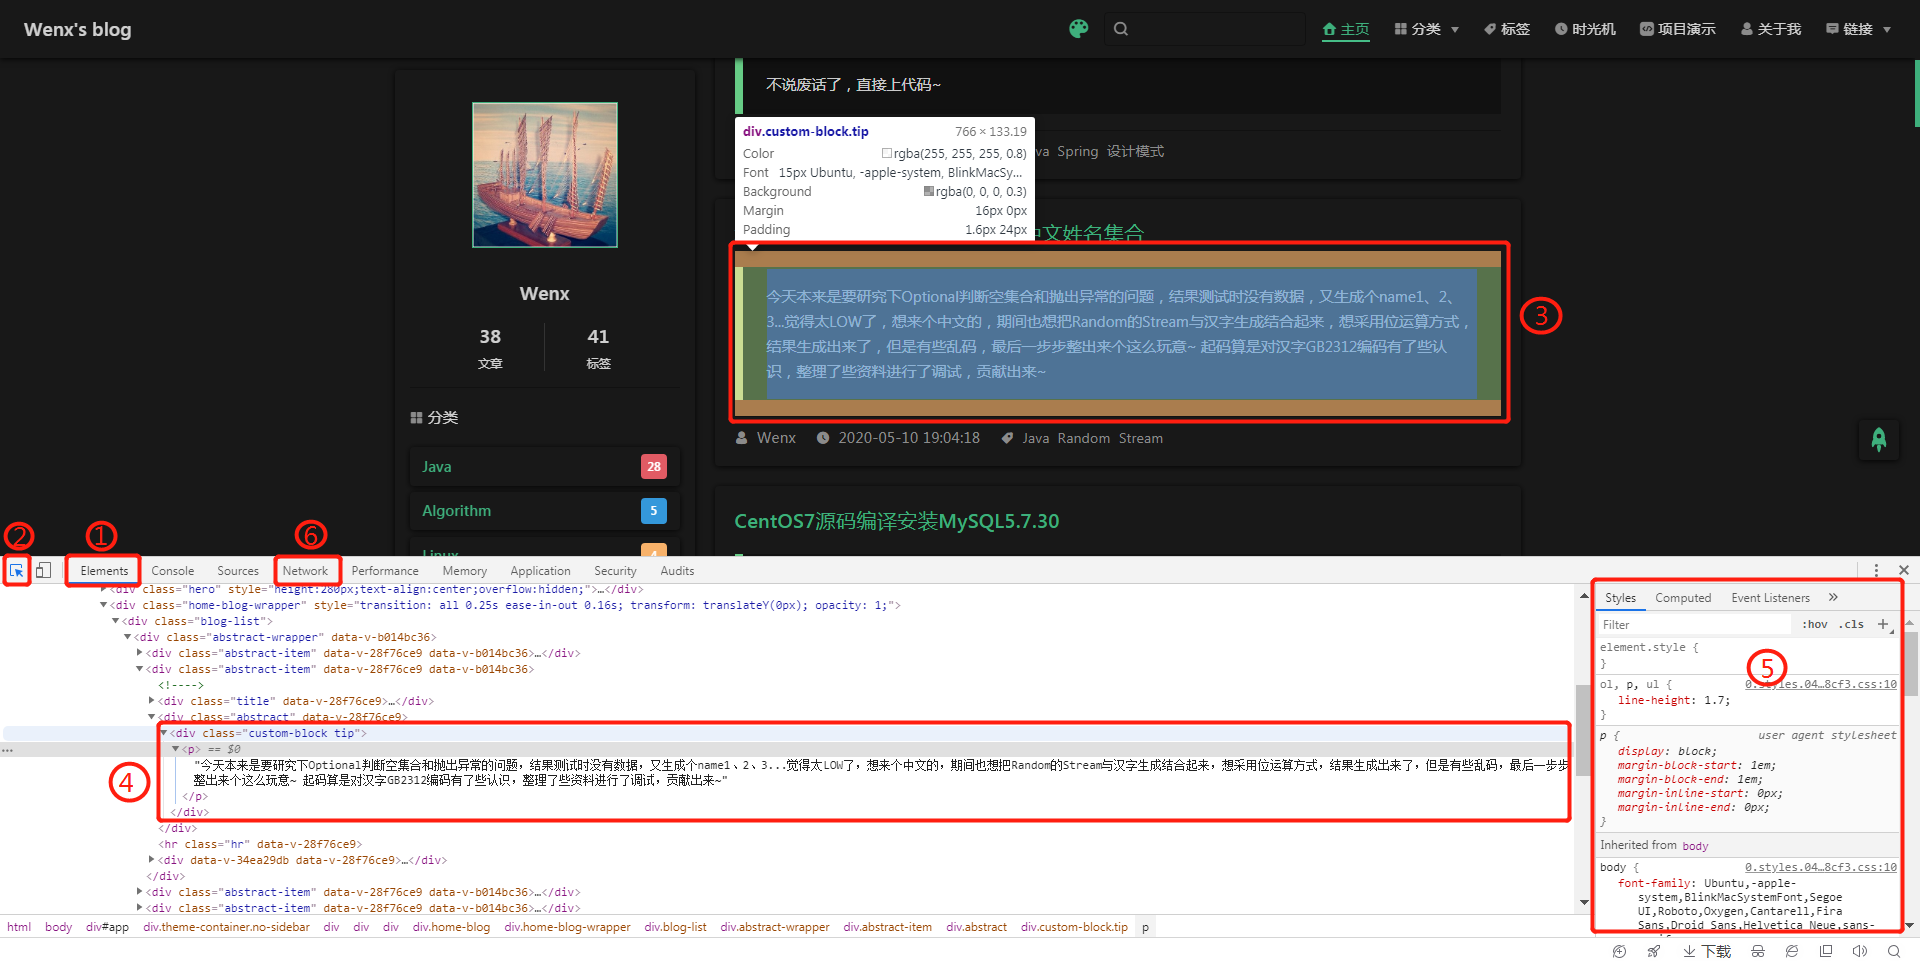 Wenx's blog
主页
分类
标签
时光机
项目演示
关于我
链接
不说废话了，直接上代码~
div.custom-block.tip 766 × 133.19
Color rgba(255, 255, 255, 0.8)
Font 15px Ubuntu, -apple-system, BlinkMacSy...
Background rgba(0, 0, 0, 0.3)
Margin 16px 0px
Padding 1.6px 24px
va Spring 设计模式
中文姓名集合
今天本来是要研究下Optional判断空集合和抛出异常的问题，结果测试时没有数据，又生成个name1、2、
3...觉得太LOW了，想来个中文的，期间也想把Random的Stream与汉字生成结合起来，想采用位运算方式，
结果生成出来了，但是有些乱码，最后一步步整出来个这么玩意~ 起码算是对汉字GB2312编码有了些认
识，整理了些资料进行了调试，贡献出来~
③
Wenx 2020-05-10 19:04:18 Java Random Stream
CentOS7源码编译安装MySQL5.7.30
Wenx
38 41
文章 标签
分类
Java 28
Algorithm 5
Linux 4
② ① ⑥
Elements Console Sources Network Performance Memory Application Security Audits
<div class="hero" style="height:280px;text-align:center;overflow:hidden;">…</div>
<div class="home-blog-wrapper" style="transition: all 0.25s ease-in-out 0.16s; transform: translateY(0px); opacity: 1;">
<div class="blog-list">
<div class="abstract-wrapper" data-v-b014bc36>
<div class="abstract-item" data-v-28f76ce9 data-v-b014bc36>…</div>
<div class="abstract-item" data-v-28f76ce9 data-v-b014bc36>
<!---->
<div class="title" data-v-28f76ce9>…</div>
<div class="abstract" data-v-28f76ce9>
<div class="custom-block tip">
<p> == $0
"今天本来是要研究下Optional判断空集合和抛出异常的问题，结果测试时没有数据，又生成个name1、2、3...觉得太LOW了，想来个中文的，期间也想把Random的Stream与汉字生成结合起来，想采用位运算方式，结果生成出来了，但是有些乱码，最后一步步
整出来个这么玩意~ 起码算是对汉字GB2312编码有了些认识，整理了些资料进行了调试，贡献出来~"
</p>
</div>
</div>
<hr class="hr" data-v-28f76ce9>
<div data-v-34ea29db data-v-28f76ce9>…</div>
</div>
<div class="abstract-item" data-v-28f76ce9 data-v-b014bc36>…</div>
<div class="abstract-item" data-v-28f76ce9 data-v-b014bc36>…</div>
④
html body div#app div.theme-container.no-sidebar div div div div.home-blog div.home-blog-wrapper div.blog-list div.abstract-wrapper div.abstract-item div.abstract div.custom-block.tip p
Styles Computed Event Listeners »
Filter :hov .cls +
element.style {
}
⑤
ol, p, ul { 0.styles.04…8cf3.css:10
line-height: 1.7;
}
p { user agent stylesheet
display: block;
margin-block-start: 1em;
margin-block-end: 1em;
margin-inline-start: 0px;
margin-inline-end: 0px;
}
Inherited from body
body { 0.styles.04…8cf3.css:10
font-family: Ubuntu,-apple-
system,BlinkMacSystemFont,Segoe
UI,Roboto,Oxygen,Cantarell,Fira
Sans,Droid Sans,Helvetica Neue,sans-
下载